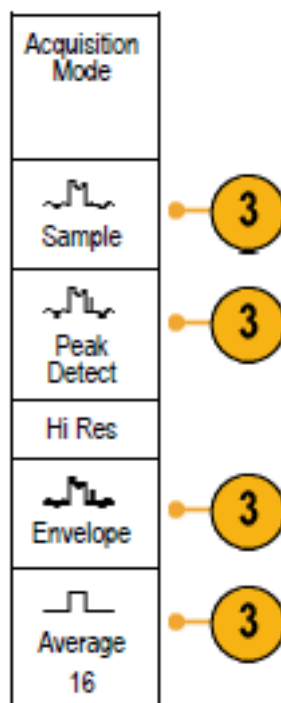 Acquisition
Mode
Sample
3
Peak
Detect
3
Hi Res
Envelope
3
Average
16
3